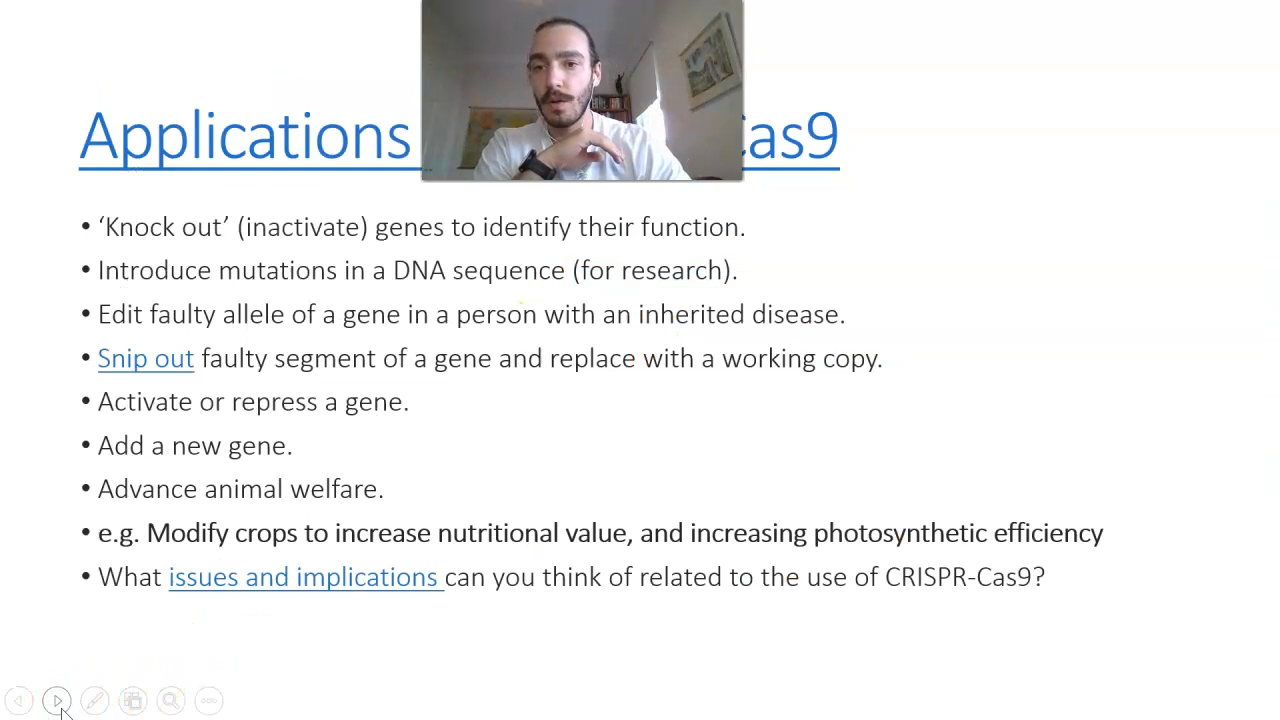 Applications Cas9
• ‘Knock out’ (inactivate) genes to identify their function.
• Introduce mutations in a DNA sequence (for research).
• Edit faulty allele of a gene in a person with an inherited disease.
• Snip out faulty segment of a gene and replace with a working copy.
• Activate or repress a gene.
• Add a new gene.
• Advance animal welfare.
• e.g. Modify crops to increase nutritional value, and increasing photosynthetic efficiency
• What issues and implications can you think of related to the use of CRISPR-Cas9?